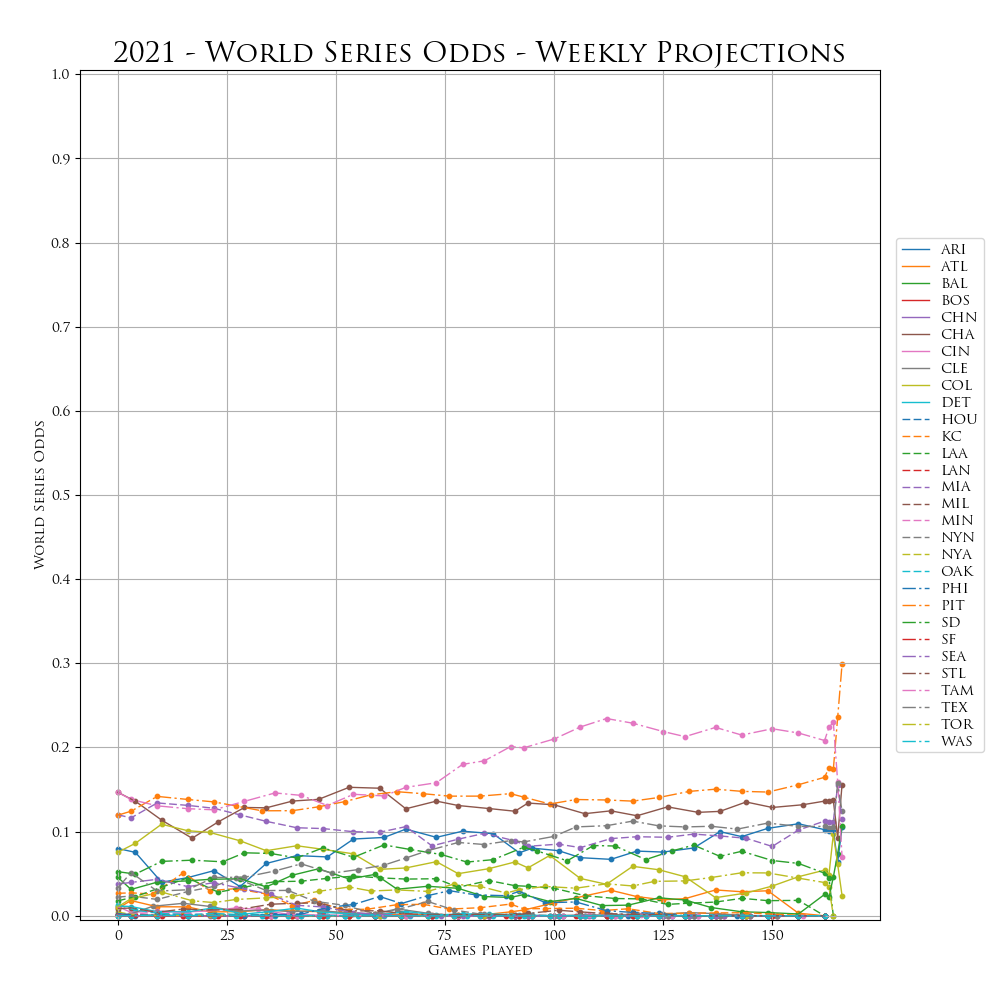 2021 - World Series Odds - Weekly Projections
1.0
0.9
0.8
0.7
0.6
0.5
0.4
0.3
0.2
0.1
0.0
World Series Odds
0 25 50 75 100 125 150
Games Played
ARI
ATL
BAL
BOS
CHN
CHA
CIN
CLE
COL
DET
HOU
KC
LAA
LAN
MIA
MIL
MIN
NYN
NYA
OAK
PHI
PIT
SD
SF
SEA
STL
TAM
TEX
TOR
WAS